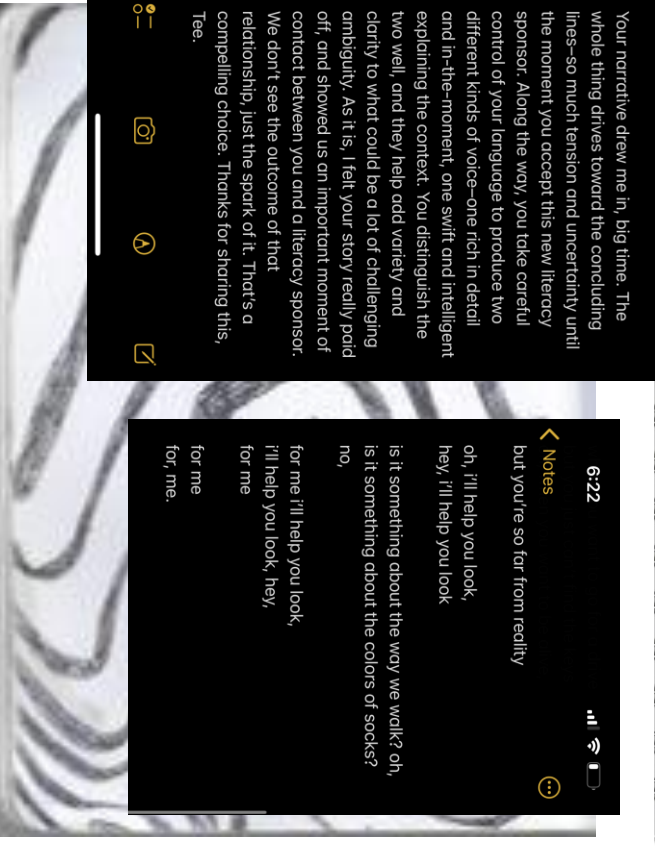 Your narrative drew me in, big time. The
whole thing drives toward the concluding
lines—so much tension and uncertainty until
the moment you accept this new literacy
sponsor. Along the way, you take careful
control of your language to produce two
different kinds of voice—one rich in detail
and in-the-moment, one swift and intelligent
explaining the context. You distinguish the
two well, and they help add variety and
clarity to what could be a lot of challenging
ambiguity. As it is, I felt your story really paid
off, and showed us an important moment of
contact between you and a literacy sponsor.
We don't see the outcome of that
relationship, just the spark of it. That's a
compelling choice. Thanks for sharing this,
Tee.
6:22
Notes
but you're so far from reality
oh, i'll help you look,
hey, i'll help you look
is it something about the way we walk? oh,
is it something about the colors of socks?
no,
for me i'll help you look,
i'll help you look, hey,
for me
for me
for, me.